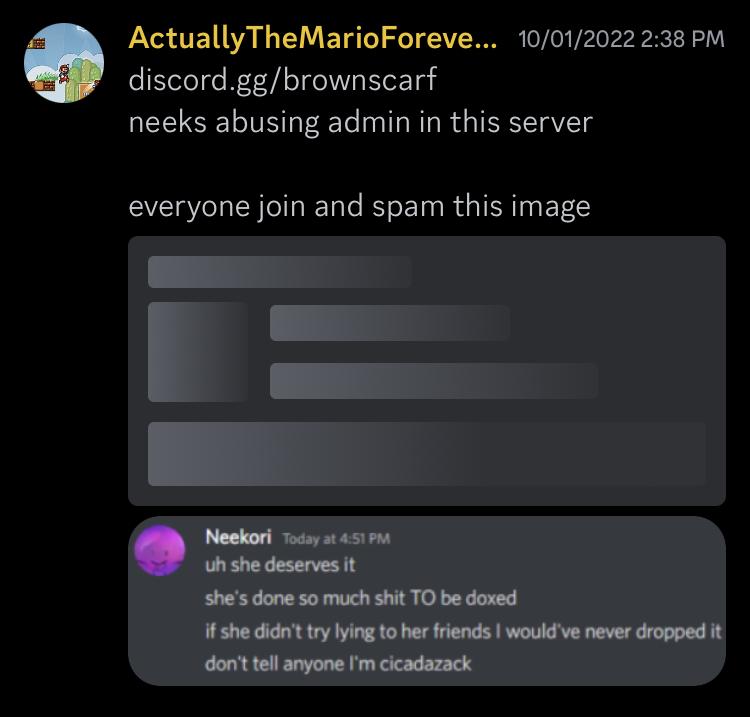 ActuallyTheMarioForeve... 10/01/2022 2:38 PM
discord.gg/brownscarf
neeks abusing admin in this server
everyone join and spam this image
Neekori Today at 4:51 PM
uh she deserves it
she's done so much shit TO be doxed
if she didn't try lying to her friends I would've never dropped it
don't tell anyone I'm cicadazack